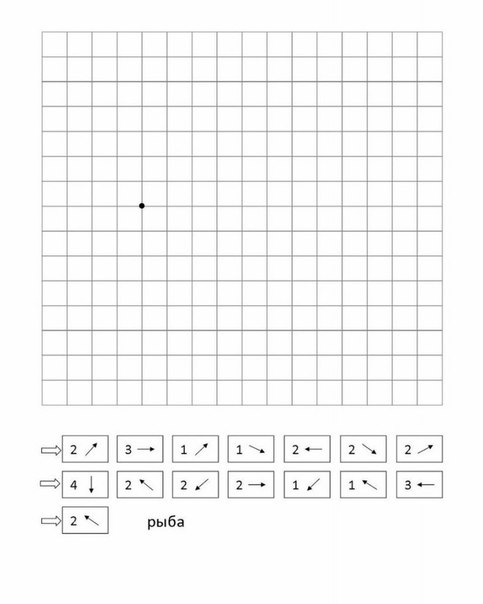 2 ↗ 3 → 1 ↗ 1 ↘ 2 ← 2 ↘ 2 ↗
4 ↓ 2 ↖ 2 ↙ 2 → 1 ↙ 1 ↖ 3 ←
2 ↖ рыба